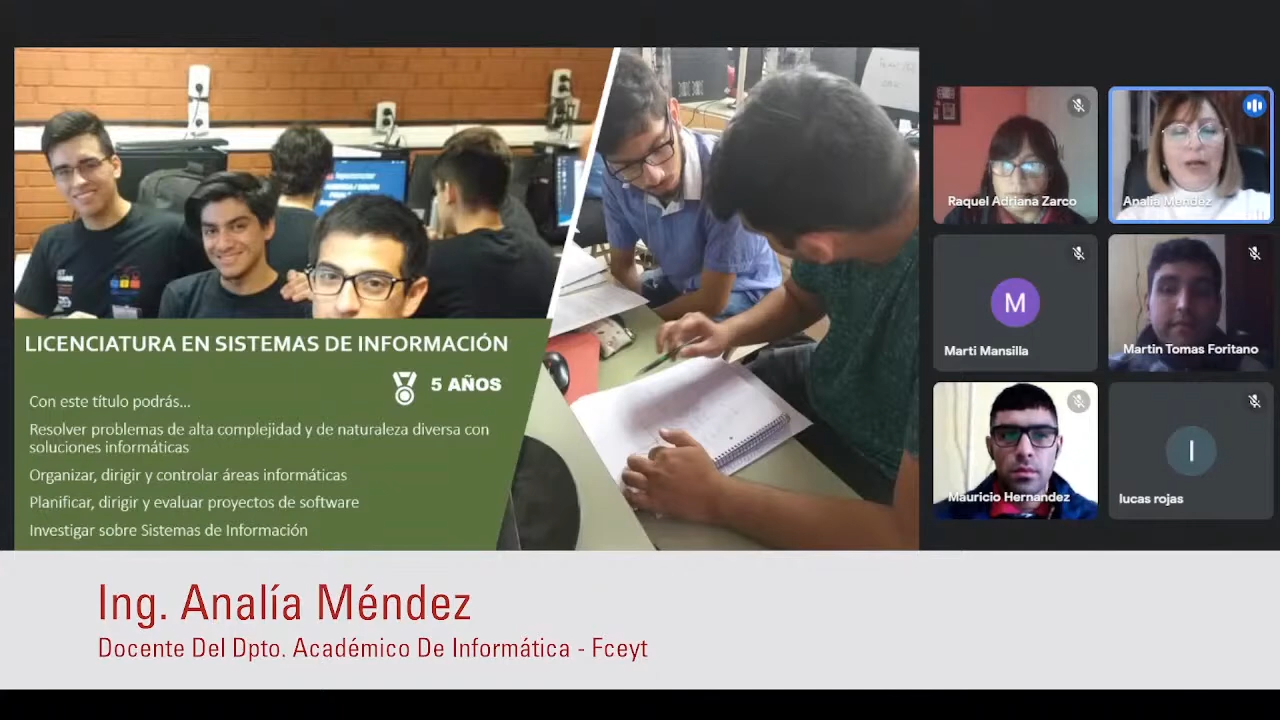 LICENCIATURA EN SISTEMAS DE INFORMACIÓN
5 AÑOS
Con este título podrás...
Resolver problemas de alta complejidad y de naturaleza diversa con
soluciones informáticas
Organizar, dirigir y controlar áreas informáticas
Planificar, dirigir y evaluar proyectos de software
Investigar sobre Sistemas de Información
Raquel Adriana Zarco
Analía Méndez
M
Marti Mansilla
Martin Tomas Foritano
Mauricio Hernandez
l
lucas rojas
Ing. Analía Méndez
Docente Del Dpto. Académico De Informática - Fceyt